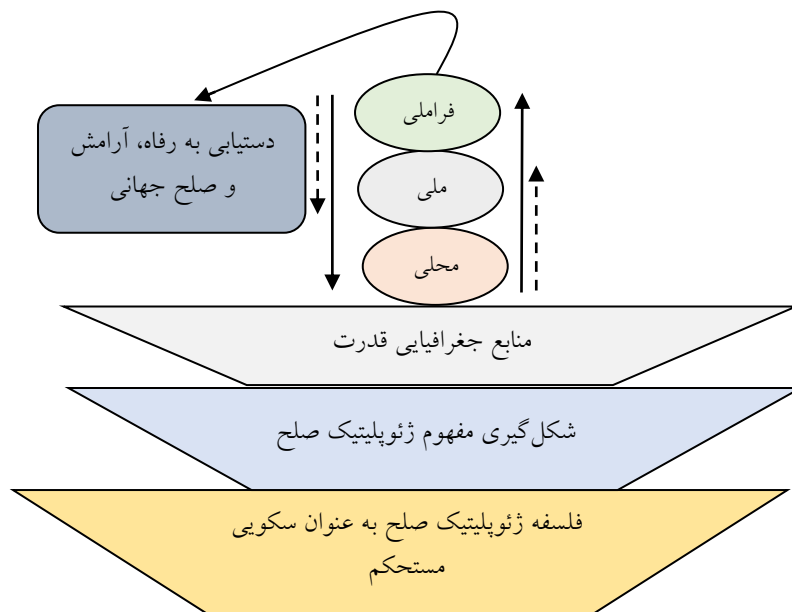 فراملی
دستیابی به رفاه، آرامش
و صلح جهانی
ملی
محلی
منابع جغرافیایی قدرت
شکل‌گیری مفهوم ژئوپلیتیک صلح
فلسفه ژئوپلیتیک صلح به عنوان سکویی
مستحکم